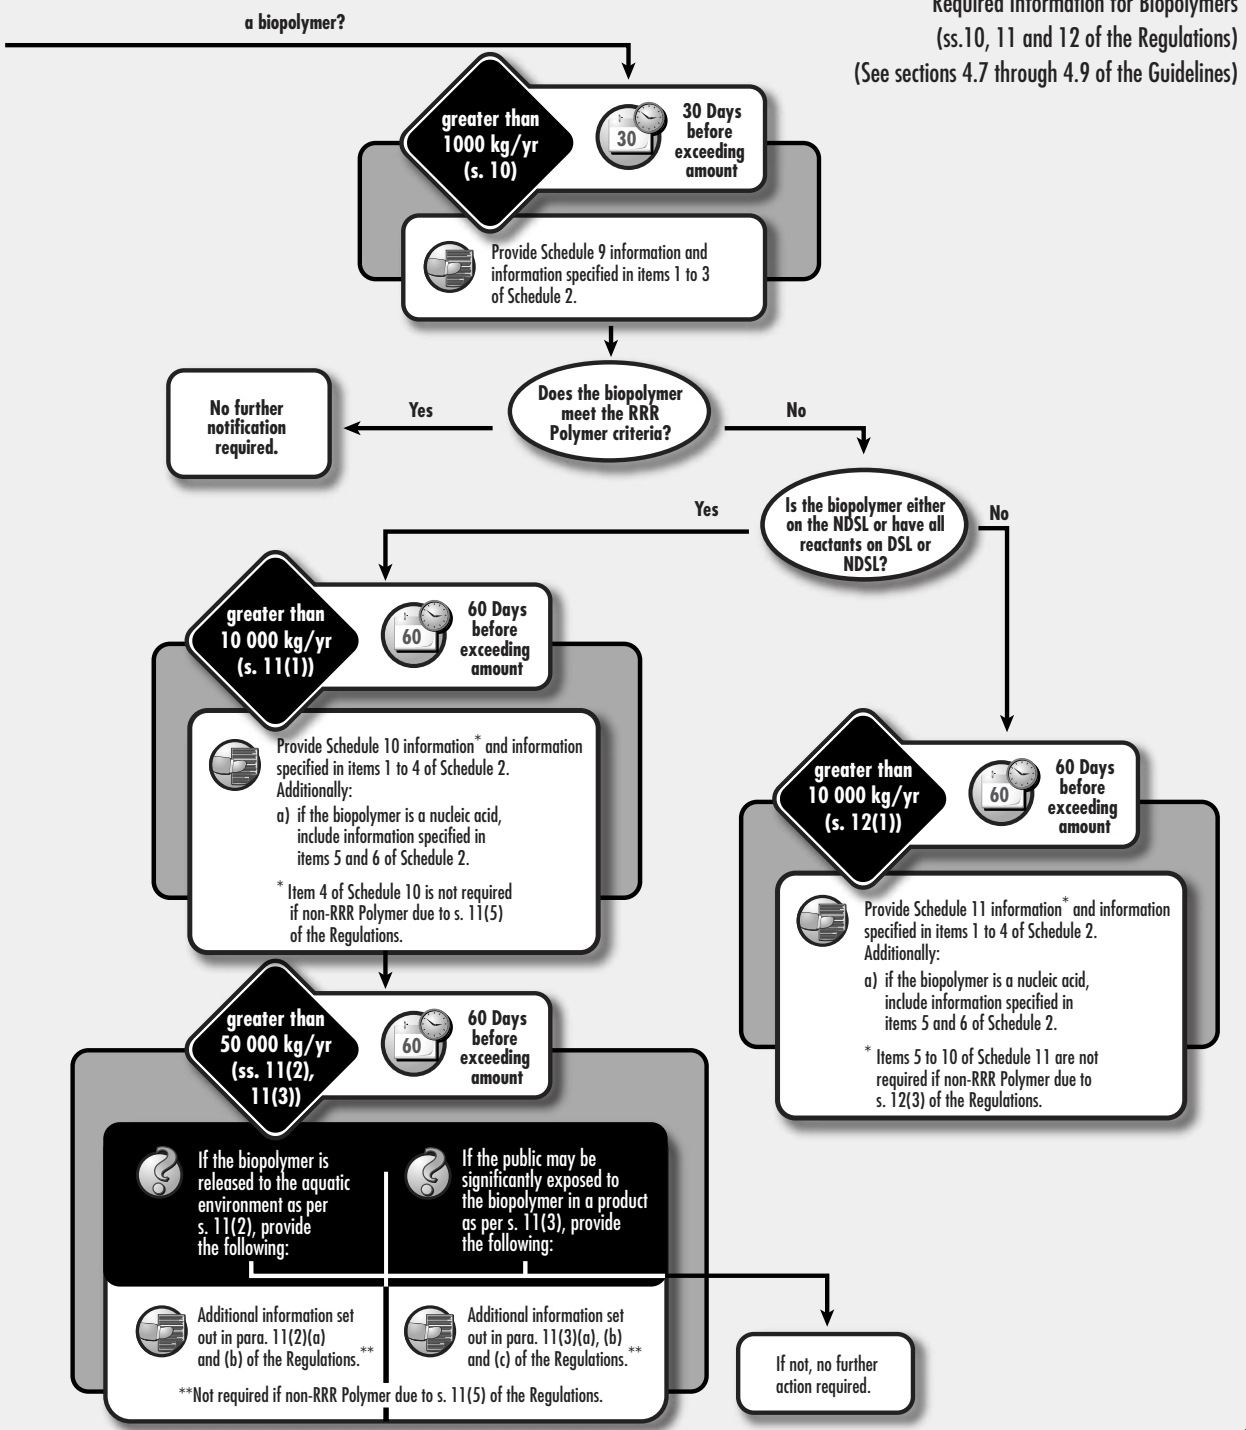 a biopolymer?
Required Information for Biopolymers
(ss.10, 11 and 12 of the Regulations)
(See sections 4.7 through 4.9 of the Guidelines)
greater than
1000 kg/yr
(s. 10)
30
30 Days
before
exceeding
amount
Provide Schedule 9 information and
information specified in items 1 to 3
of Schedule 2.
Does the biopolymer
meet the RRR
Polymer criteria?
Yes
No
No further
notification
required.
Is the biopolymer either
on the NDSL or have all
reactants on DSL or
NDSL?
Yes
No
greater than
10 000 kg/yr
(s. 11(1))
60
60 Days
before
exceeding
amount
Provide Schedule 10 information* and information
specified in items 1 to 4 of Schedule 2.
Additionally:
a) if the biopolymer is a nucleic acid,
include information specified in
items 5 and 6 of Schedule 2.
* Item 4 of Schedule 10 is not required
if non-RRR Polymer due to s. 11(5)
of the Regulations.
greater than
10 000 kg/yr
(s. 12(1))
60
60 Days
before
exceeding
amount
Provide Schedule 11 information* and information
specified in items 1 to 4 of Schedule 2.
Additionally:
a) if the biopolymer is a nucleic acid,
include information specified in
items 5 and 6 of Schedule 2.
* Items 5 to 10 of Schedule 11 are not
required if non-RRR Polymer due to
s. 12(3) of the Regulations.
greater than
50 000 kg/yr
(ss. 11(2),
11(3))
60
60 Days
before
exceeding
amount
If the biopolymer is
released to the aquatic
environment as per
s. 11(2), provide
the following:
If the public may be
significantly exposed to
the biopolymer in a product
as per s. 11(3), provide
the following:
Additional information set
out in para. 11(2)(a)
and (b) of the Regulations.**
Additional information set
out in para. 11(3)(a), (b)
and (c) of the Regulations.**
**Not required if non-RRR Polymer due to s. 11(5) of the Regulations.
If not, no further
action required.